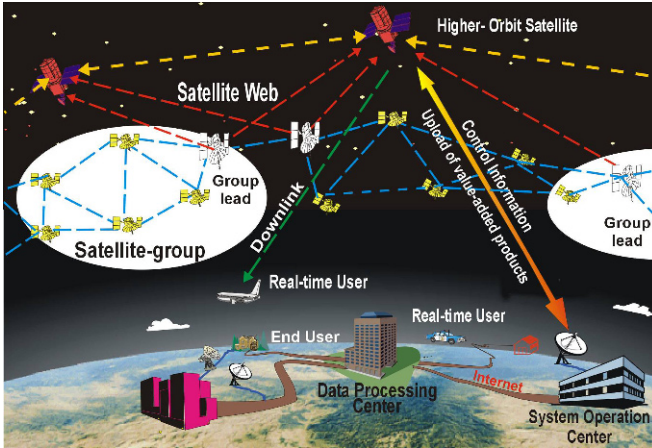 Higher- Orbit Satellite
Satellite Web
Group
lead
Satellite-group
Downlink
Control Information
Upload of value-added products
Group
lead
Real-time User
Real-time User
End User
Data Processing
Center
Internet
System Operation
Center